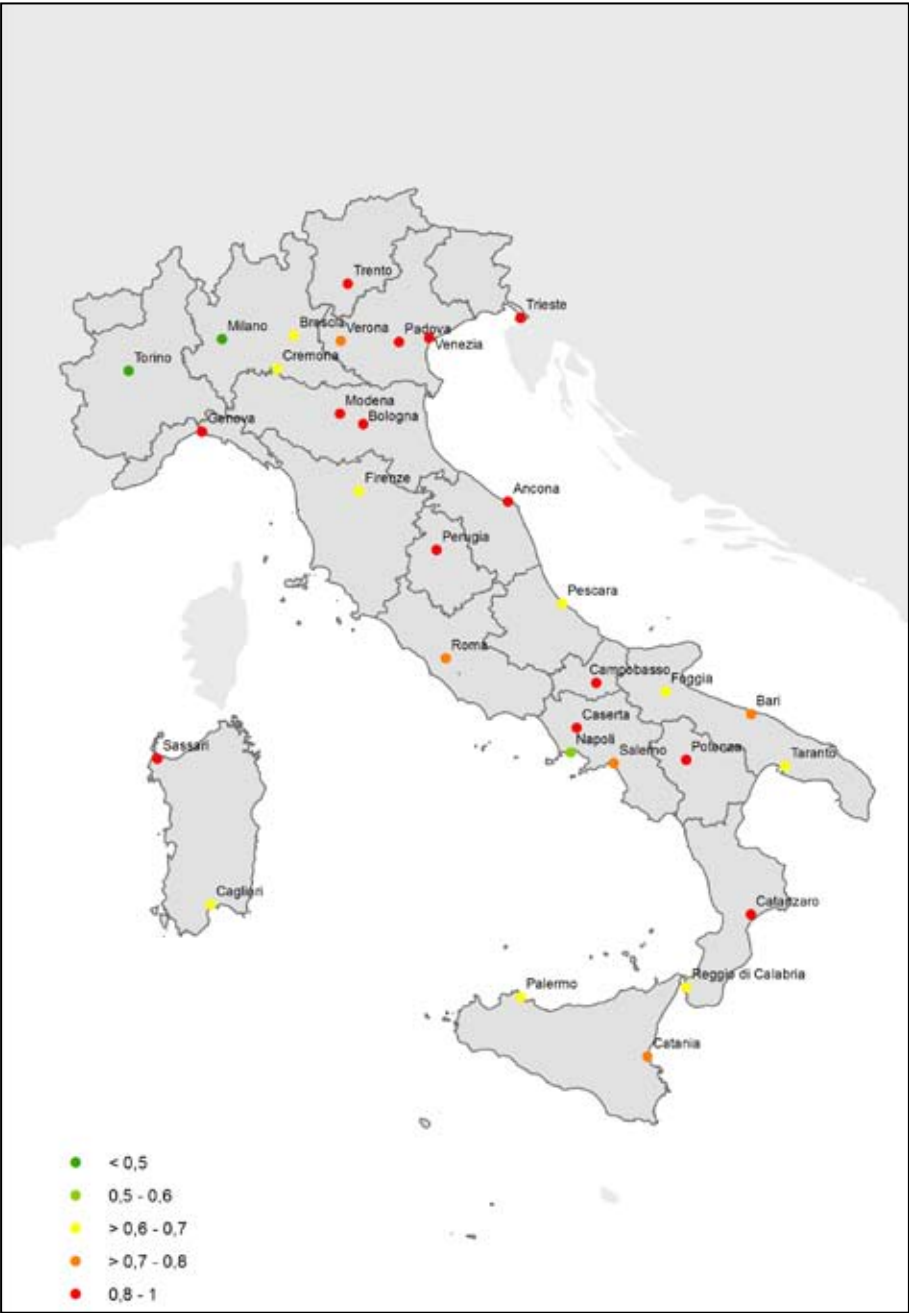 Trento
Trieste
Milano
Brescia
Verona
Padova
Venezia
Torino
Cremona
Modena
Bologna
Genova
Firenze
Ancona
Perugia
Pescara
Roma
Campobasso
Foggia
Bari
Caserta
Napoli
Salerno
Potenza
Taranto
Sassari
Cagliari
Catanzaro
Reggio di Calabria
Palermo
Catania
< 0,5
0,5 - 0,6
> 0,6 - 0,7
> 0,7 - 0,8
0,8 - 1